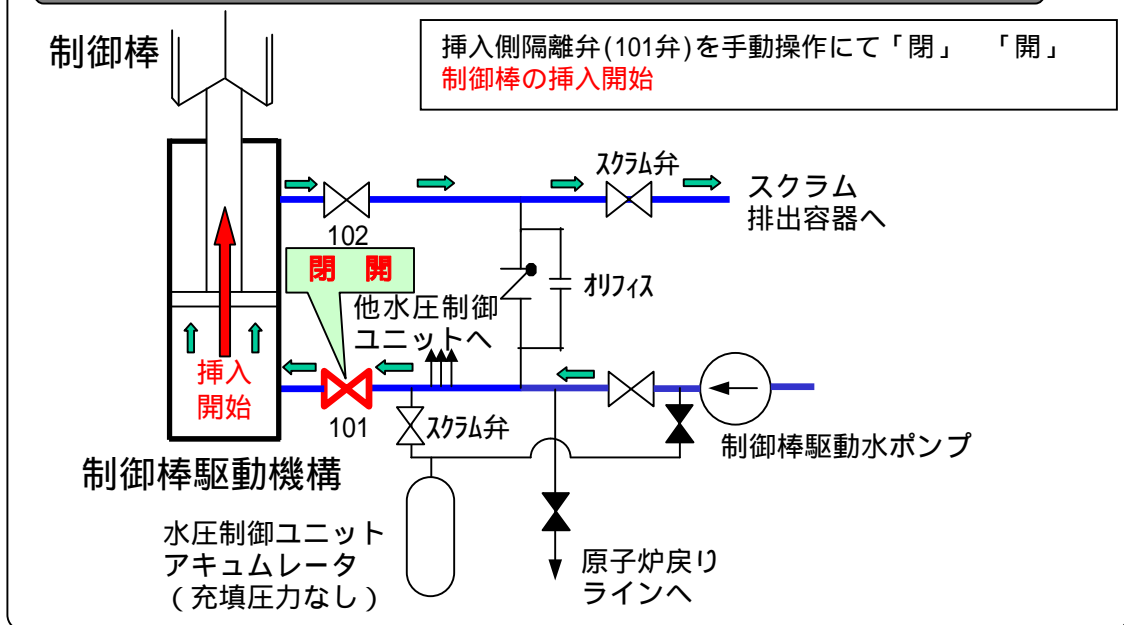 制御棒
挿入側隔離弁(101弁)を手動操作にて「閉」 「開」
制御棒の挿入開始
スクラム弁
スクラム
排出容器へ
102
閉 開
オリフィス
他水圧制御
ユニットへ
挿入
開始
101
スクラム弁
制御棒駆動水ポンプ
制御棒駆動機構
水圧制御ユニット
アキュムレータ
(充填圧力なし)
原子炉戻り
ラインへ